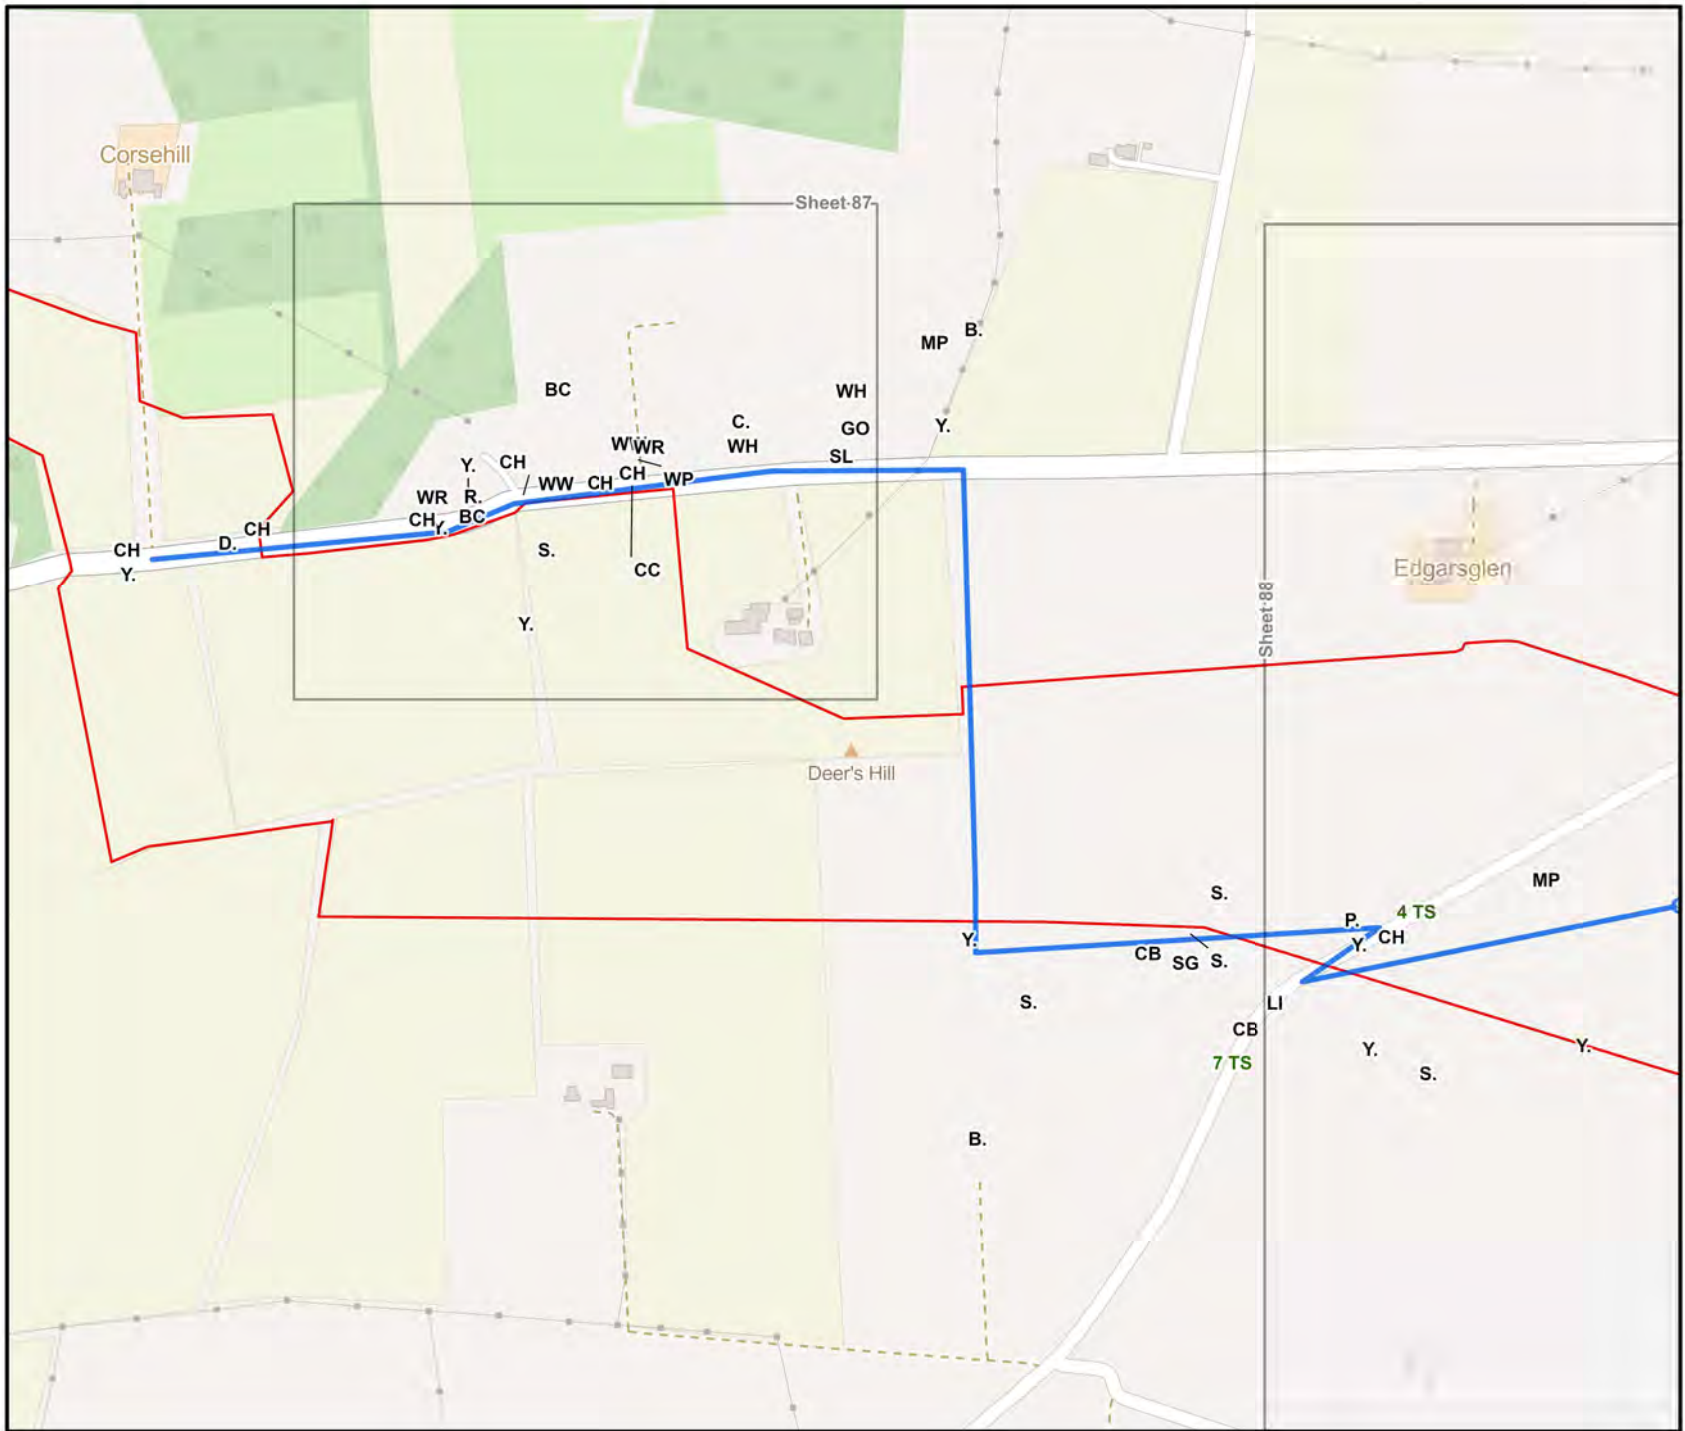 Corsehill
Sheet 87
B.
MP
BC
WH
C.
GO
Y.
WH
WR
SL
Y.
CH
CH
WP
WW
CH
WR
R.
CH
BC
Y.
CH
D.
CH
Y.
S.
CC
Edgarsglen
Sheet 88
Y.
Deer's Hill
MP
S.
4 TS
P.
Y.
CH
Y.
CB
SG
S.
S.
LI
CB
Y.
Y.
7 TS
S.
B.